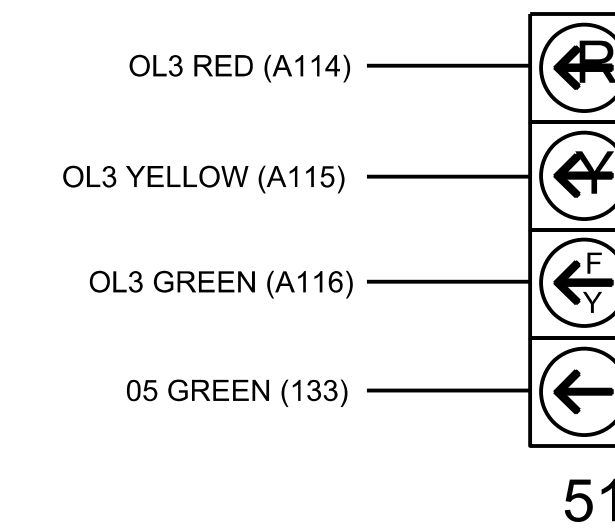 OL3 RED (A114)
R
OL3 YELLOW (A115)
Y
F
OL3 GREEN (A116)
Y
05 GREEN (133)
51